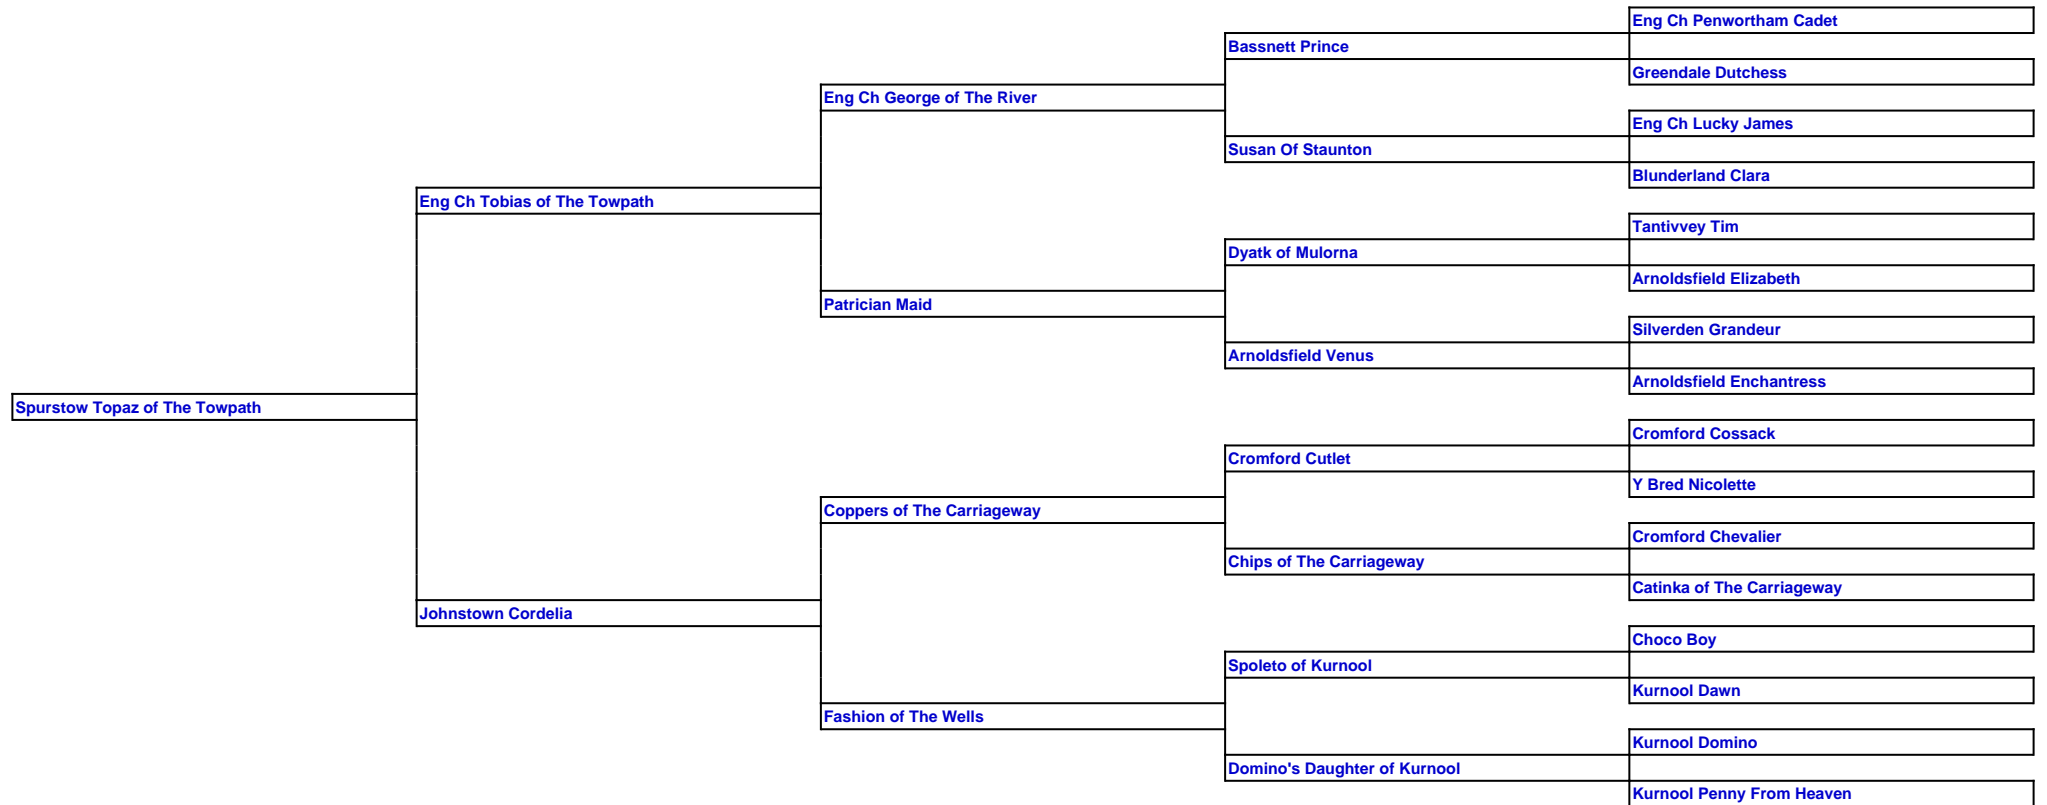 Eng Ch Penwortham Cadet
Bassnett Prince
Greendale Dutchess
Eng Ch George of The River
Eng Ch Lucky James
Susan Of Staunton
Blunderland Clara
Eng Ch Tobias of The Towpath
Tantivvey Tim
Dyatk of Mulorna
Arnoldsfield Elizabeth
Patrician Maid
Silverden Grandeur
Arnoldsfield Venus
Arnoldsfield Enchantress
Spurstow Topaz of The Towpath
Cromford Cossack
Cromford Cutlet
Y Bred Nicolette
Coppers of The Carriageway
Cromford Chevalier
Chips of The Carriageway
Catinka of The Carriageway
Johnstown Cordelia
Choco Boy
Spoleto of Kurnool
Kurnool Dawn
Fashion of The Wells
Kurnool Domino
Domino's Daughter of Kurnool
Kurnool Penny From Heaven